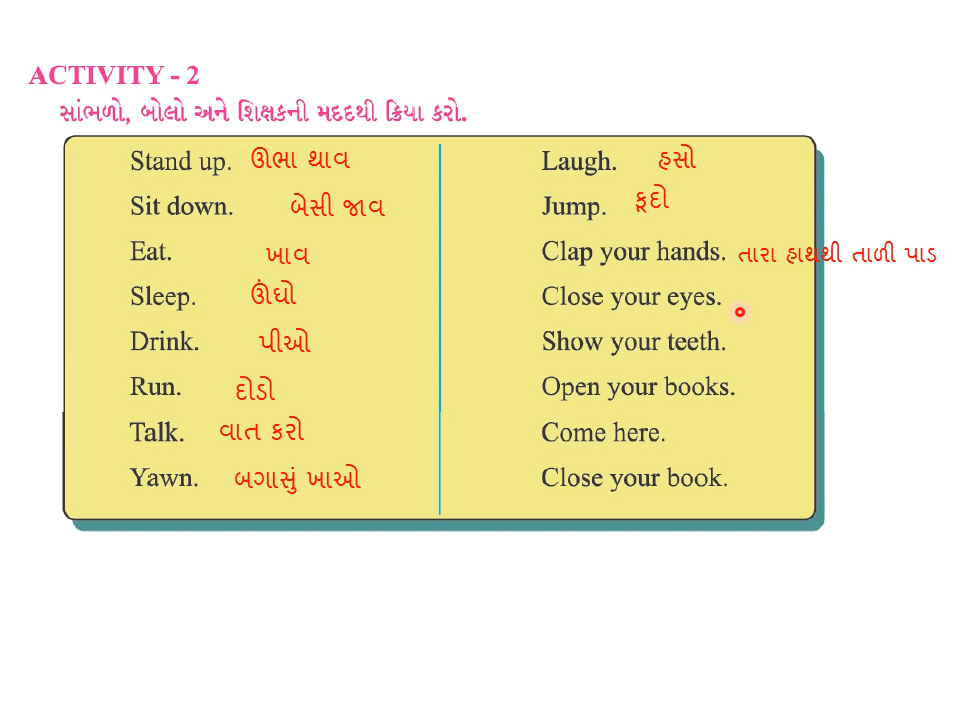 ACTIVITY - 2
સાંભળો, બોલો અને શિક્ષકની મદદથી ક્રિયા કરો.
Stand up. ઊભા થાવ
Sit down. બેસી જાવ
Eat. ખાવ
Sleep. ઊંઘો
Drink. પીઓ
Run. દોડો
Talk. વાત કરો
Yawn. બગાસું ખાઓ
Laugh. હસો
Jump. કૂદો
Clap your hands. તારા હાથથી તાળી પાડ
Close your eyes.
Show your teeth.
Open your books.
Come here.
Close your book.